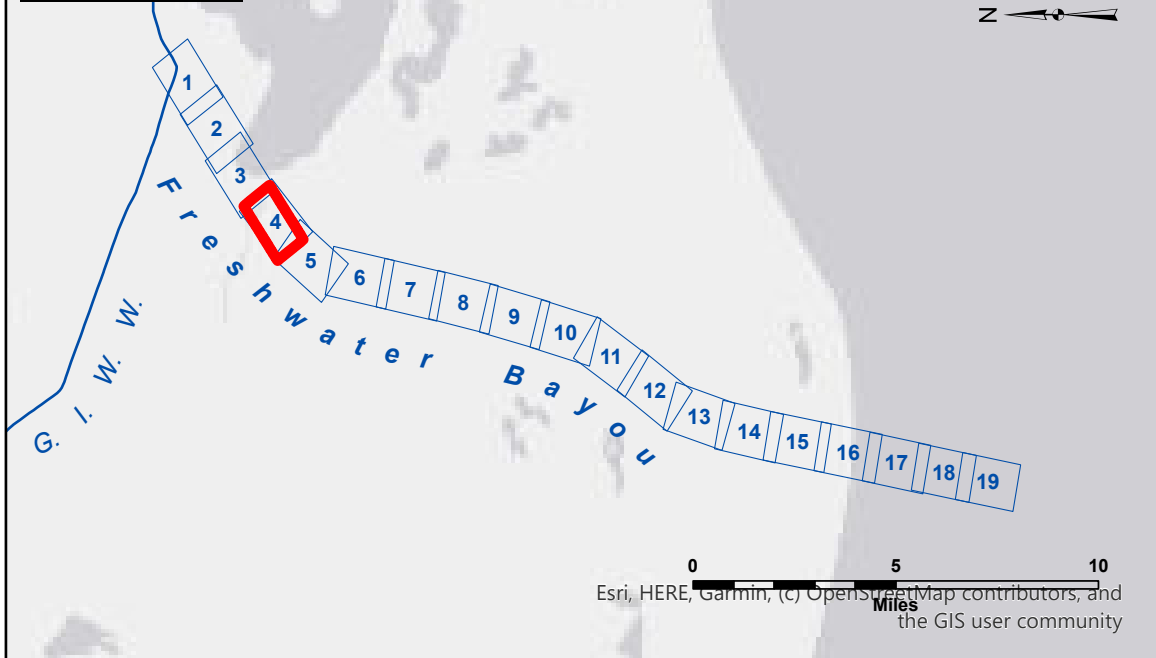 N
1
2
3
4
5
6
7
8
9
10
11
12
13
14
15
16
17
18
19
Freshwater Bayou
G. I. W. W.
0 5 10
Miles
Esri, HERE, Garmin, (c) OpenStreetMap contributors, and
the GIS user community